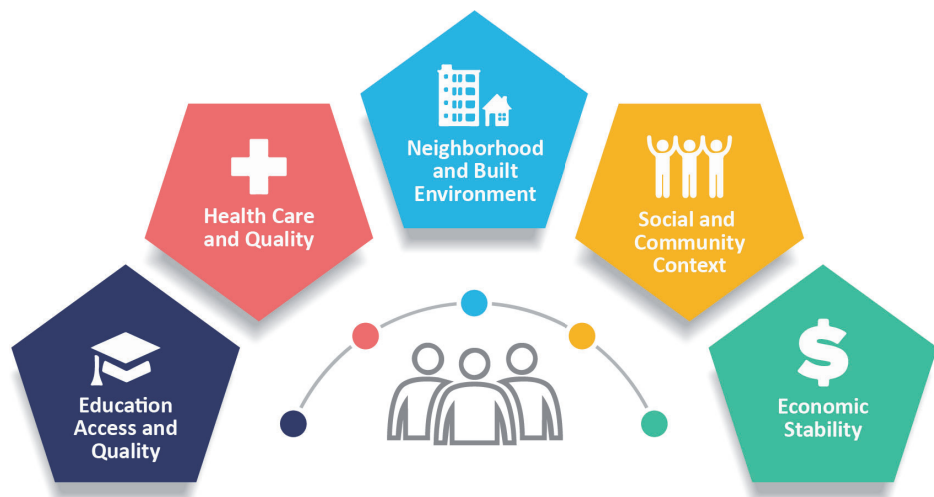 Neighborhood
and Built
Environment
Health Care
and Quality
Social and
Community
Context
Education
Access and
Quality
$
Economic
Stability